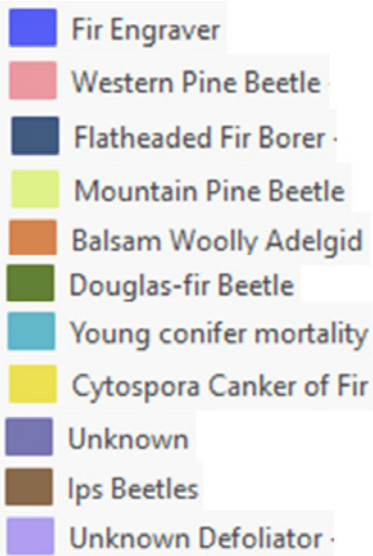 Fir Engraver
Western Pine Beetle -
Flatheaded Fir Borer -
Mountain Pine Beetle
Balsam Woolly Adelgid
Douglas-fir Beetle
Young conifer mortality
Cytospora Canker of Fir
Unknown
Ips Beetles
Unknown Defoliator -